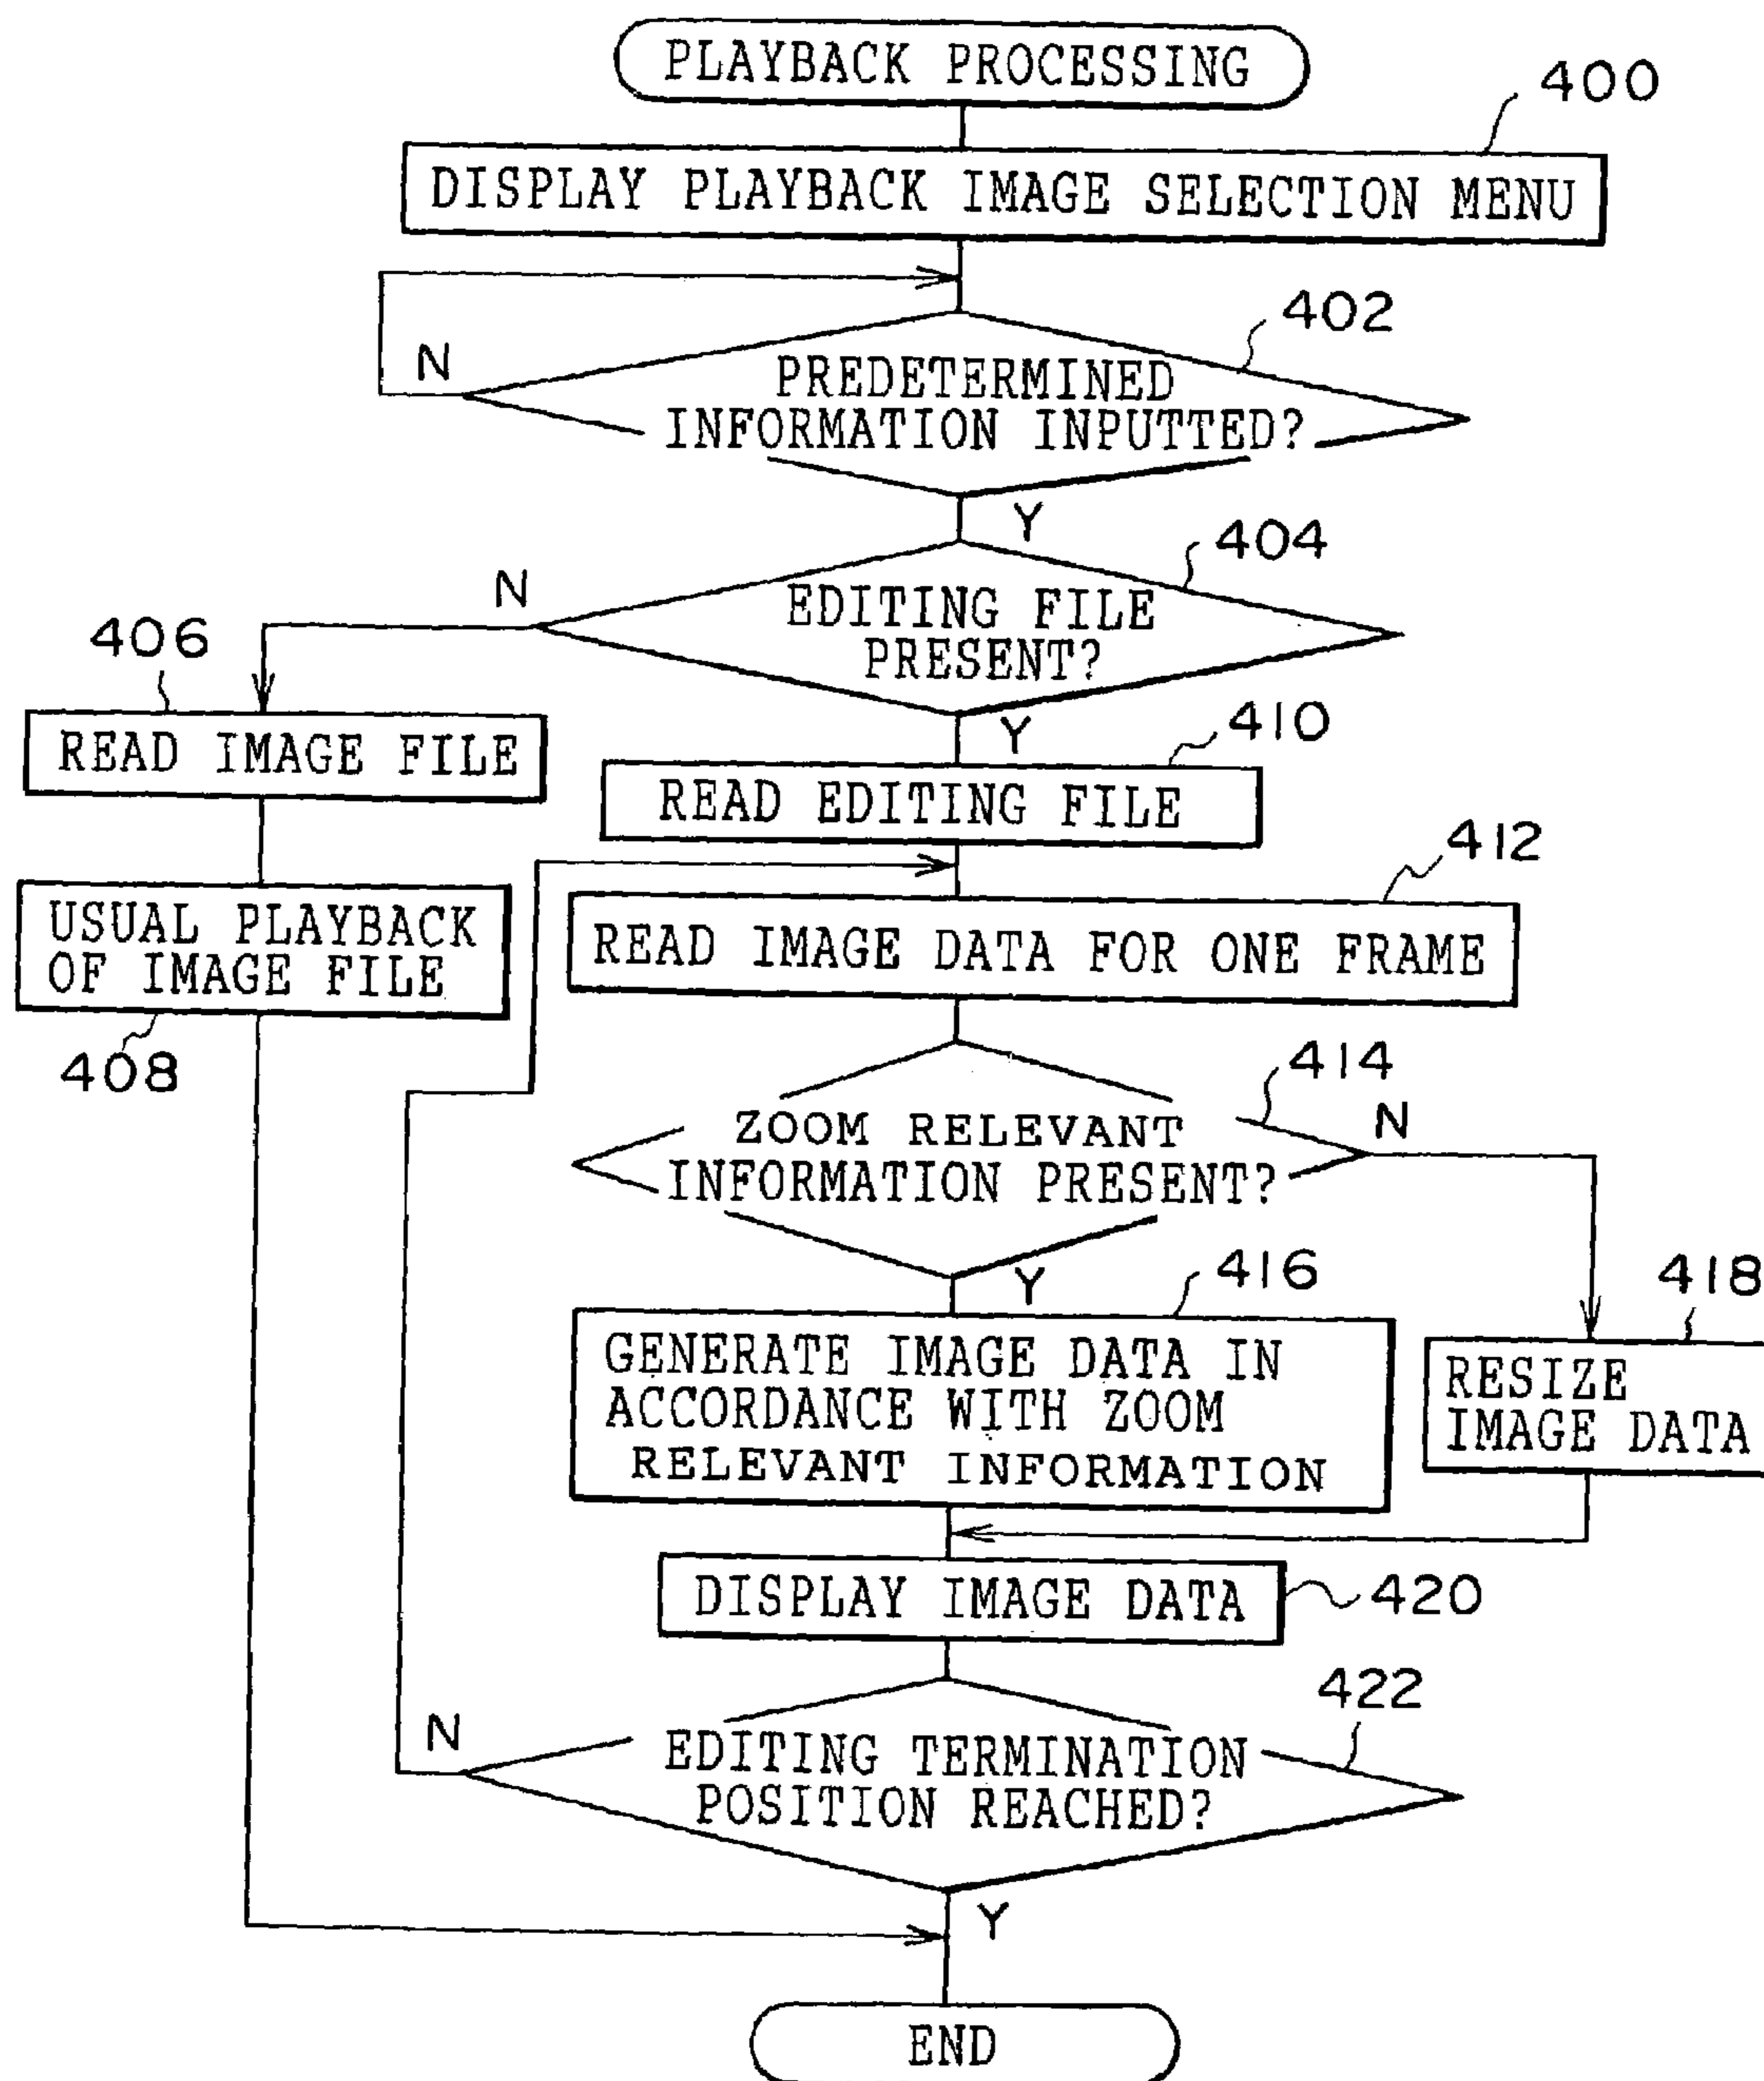 PLAYBACK PROCESSING
400
DISPLAY PLAYBACK IMAGE SELECTION MENU
402
N
PREDETERMINED
INFORMATION INPUTTED?
Y
404
N
EDITING FILE
PRESENT?
406
Y
410
READ IMAGE FILE
READ EDITING FILE
412
USUAL PLAYBACK
OF IMAGE FILE
READ IMAGE DATA FOR ONE FRAME
408
414
N
ZOOM RELEVANT
INFORMATION PRESENT?
Y
416
418
GENERATE IMAGE DATA IN
ACCORDANCE WITH ZOOM
RELEVANT INFORMATION
RESIZE
IMAGE DATA
DISPLAY IMAGE DATA
420
422
N
EDITING TERMINATION
POSITION REACHED?
Y
END